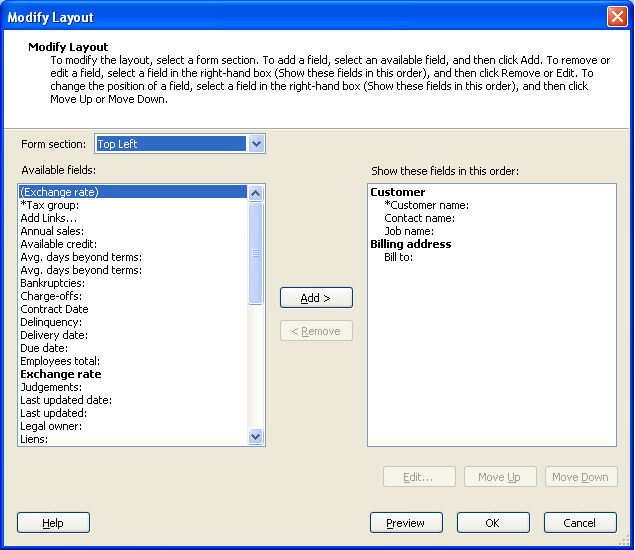 Modify Layout
Modify Layout
To modify the layout, select a form section. To add a field, select an available field, and then click Add. To remove or
edit a field, select a field in the right-hand box (Show these fields in this order), and then click Remove or Edit. To
change the position of a field, select a field in the right-hand box (Show these fields in this order), and then click
Move Up or Move Down.
Form section: Top Left
Available fields:
(Exchange rate)
*Tax group:
Add Links...
Annual sales:
Available credit:
Avg. days beyond terms:
Avg. days beyond terms:
Bankruptcies:
Charge-offs:
Contract Date
Delinquency:
Delivery date:
Due date:
Employees total:
Exchange rate
Judgements:
Last updated date:
Last updated:
Legal owner:
Liens:
Add >
< Remove
Show these fields in this order:
Customer
*Customer name:
Contact name:
Job name:
Billing address
Bill to:
Edit... Move Up Move Down
Help Preview OK Cancel